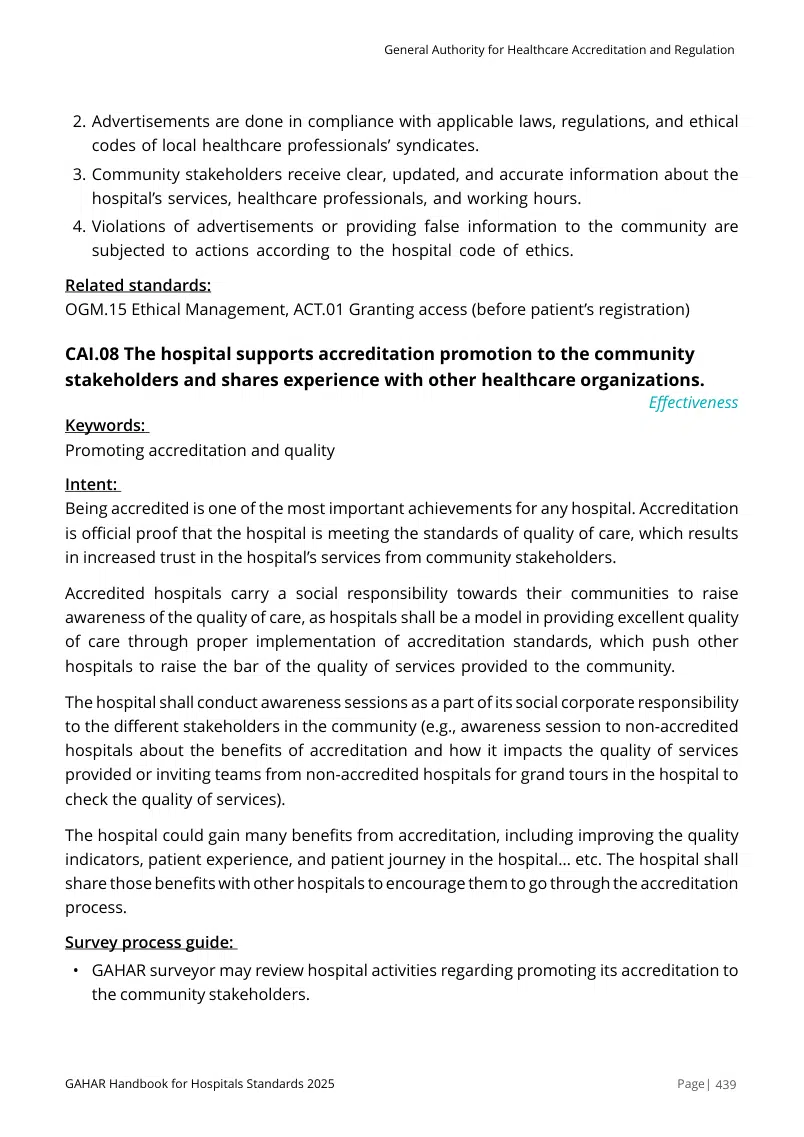 General Authority for Healthcare Accreditation and Regulation
2. Advertisements are done in compliance with applicable laws, regulations, and ethical
codes of local healthcare professionals’ syndicates.
3. Community stakeholders receive clear, updated, and accurate information about the
hospital’s services, healthcare professionals, and working hours.
4. Violations of advertisements or providing false information to the community are
subjected to actions according to the hospital code of ethics.
Related standards:
OGM.15 Ethical Management, ACT.01 Granting access (before patient’s registration)
CAI.08 The hospital supports accreditation promotion to the community
stakeholders and shares experience with other healthcare organizations.
Effectiveness
Keywords:
Promoting accreditation and quality
Intent:
Being accredited is one of the most important achievements for any hospital. Accreditation
is official proof that the hospital is meeting the standards of quality of care, which results
in increased trust in the hospital’s services from community stakeholders.
Accredited hospitals carry a social responsibility towards their communities to raise
awareness of the quality of care, as hospitals shall be a model in providing excellent quality
of care through proper implementation of accreditation standards, which push other
hospitals to raise the bar of the quality of services provided to the community.
The hospital shall conduct awareness sessions as a part of its social corporate responsibility
to the different stakeholders in the community (e.g., awareness session to non-accredited
hospitals about the benefits of accreditation and how it impacts the quality of services
provided or inviting teams from non-accredited hospitals for grand tours in the hospital to
check the quality of services).
The hospital could gain many benefits from accreditation, including improving the quality
indicators, patient experience, and patient journey in the hospital... etc. The hospital shall
share those benefits with other hospitals to encourage them to go through the accreditation
process.
Survey process guide:
• GAHAR surveyor may review hospital activities regarding promoting its accreditation to
the community stakeholders.
GAHAR Handbook for Hospitals Standards 2025
Page| 439